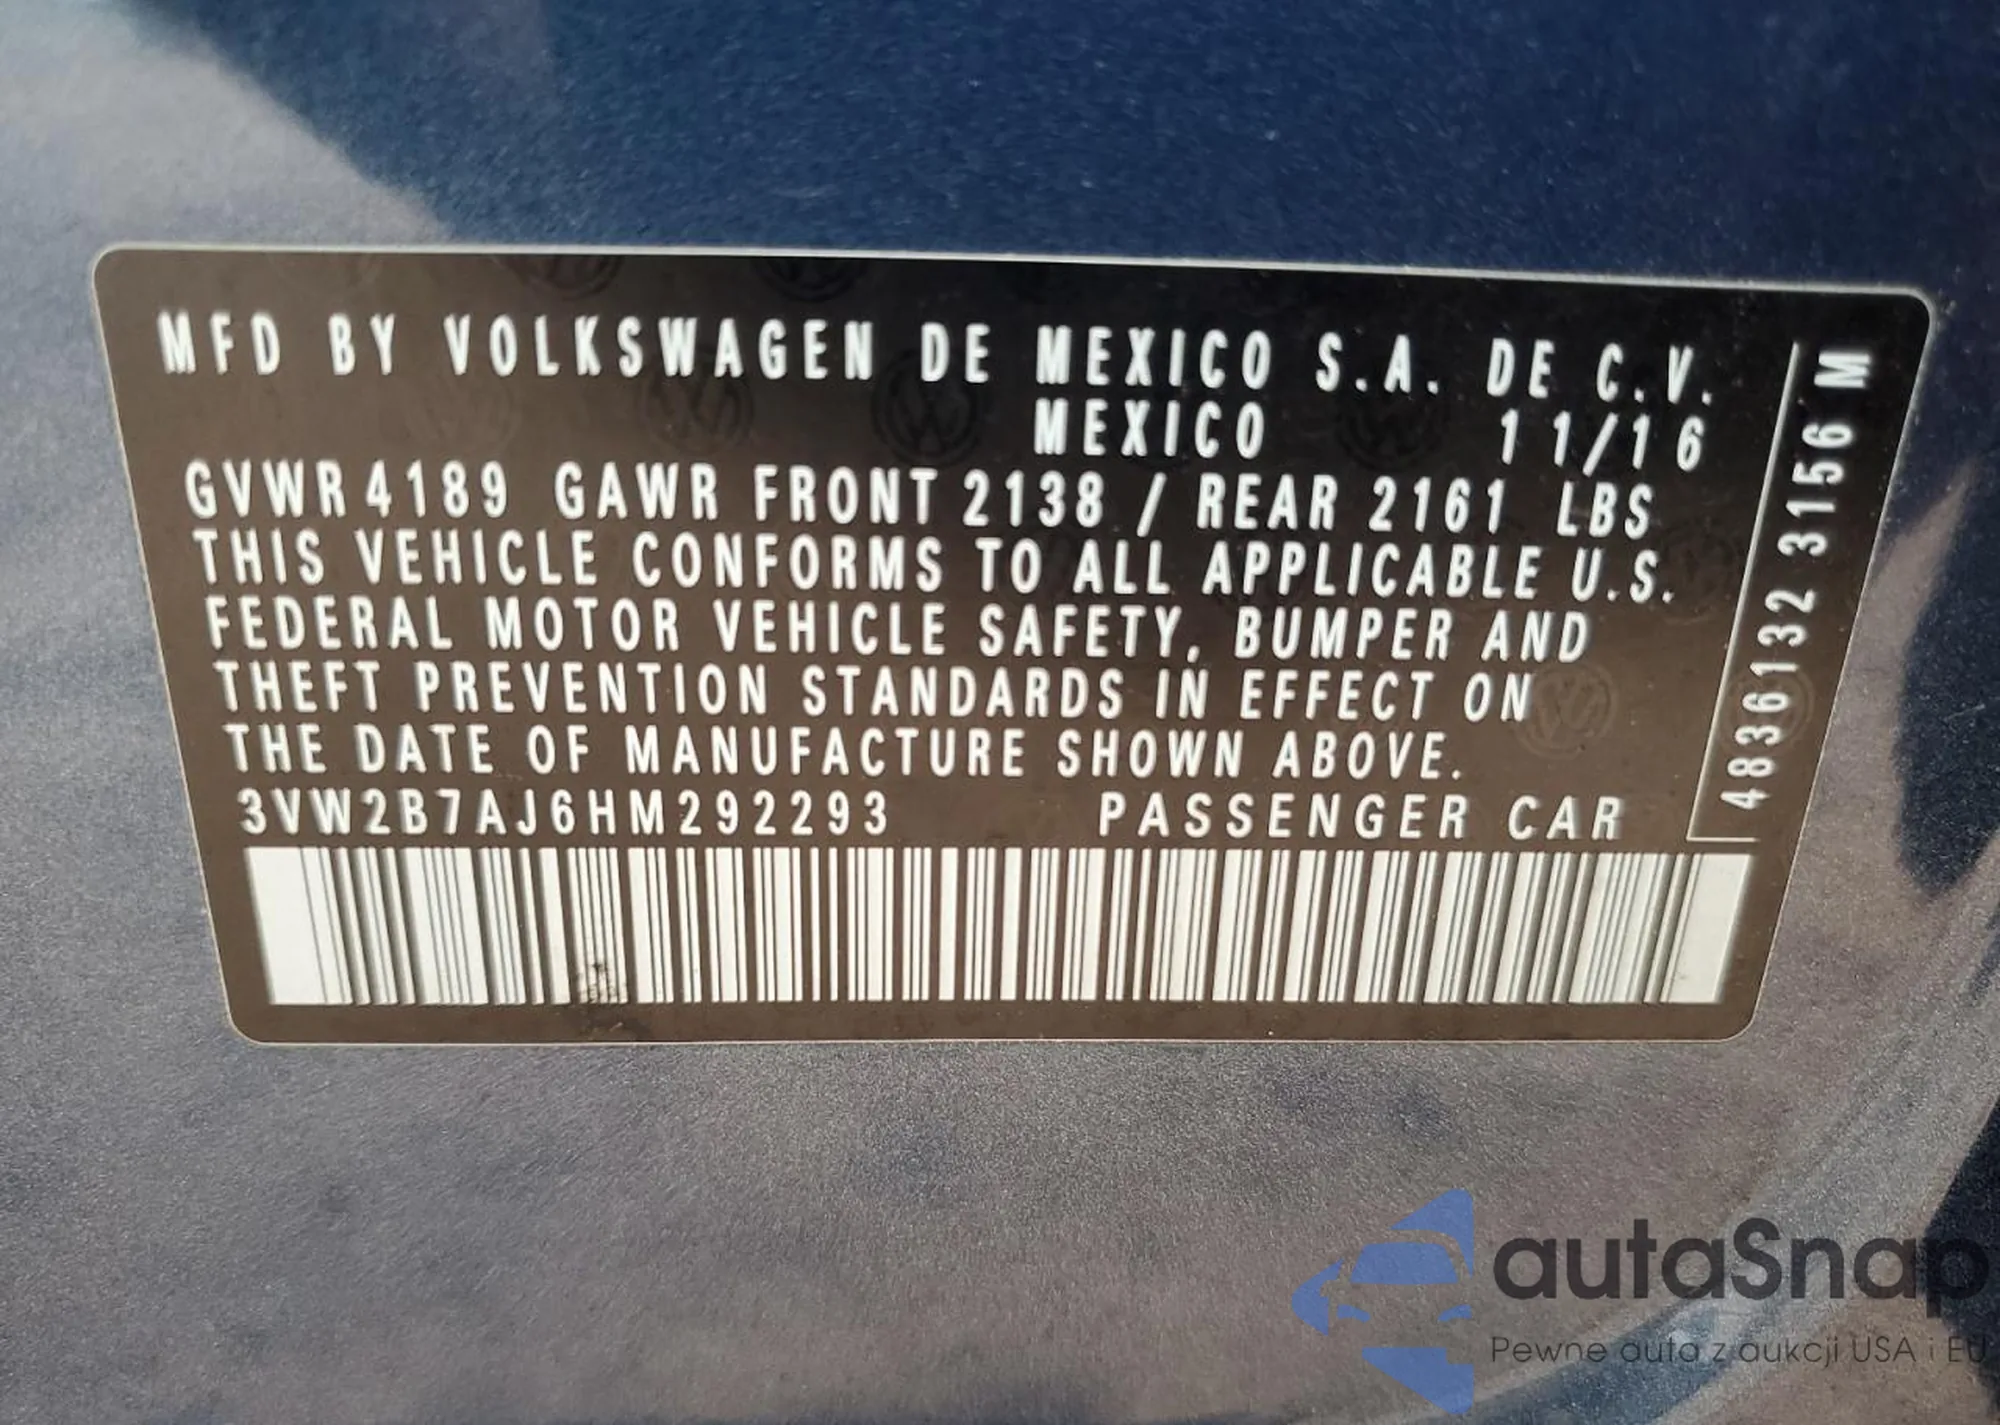 MFD BY VOLKSWAGEN DE MEXICO S.A. DE C.V.
MEXICO 11/16
GVWR 4189 GAWR FRONT 2138 / REAR 2161 LBS
THIS VEHICLE CONFORMS TO ALL APPLICABLE U.S.
FEDERAL MOTOR VEHICLE SAFETY, BUMPER AND
THEFT PREVENTION STANDARDS IN EFFECT ON
THE DATE OF MANUFACTURE SHOWN ABOVE.
3VW2B7AJ6HM292293 PASSENGER CAR
4836132 3156 M
autaSnap
Pewne auta z aukcji USA i EU